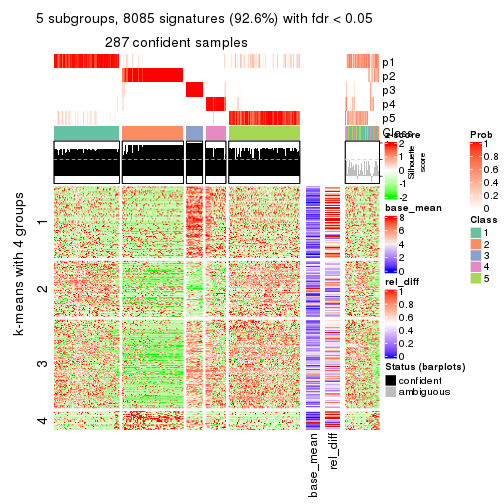 5 subgroups, 8085 signatures (92.6%) with fdr < 0.05
287 confident samples
p1
p2
p3
p4
p5
Class
Silhouette
score
k-means with 4 groups
1
2
3
4
base_mean
rel_diff
z-score
2
1
0
-1
-2
base_mean
8
6
4
2
0
rel_diff
1
0.8
0.6
0.4
0.2
0
Status (barplots)
confident
ambiguous
Prob
1
0.8
0.6
0.4
0.2
0
Class
1
2
3
4
5